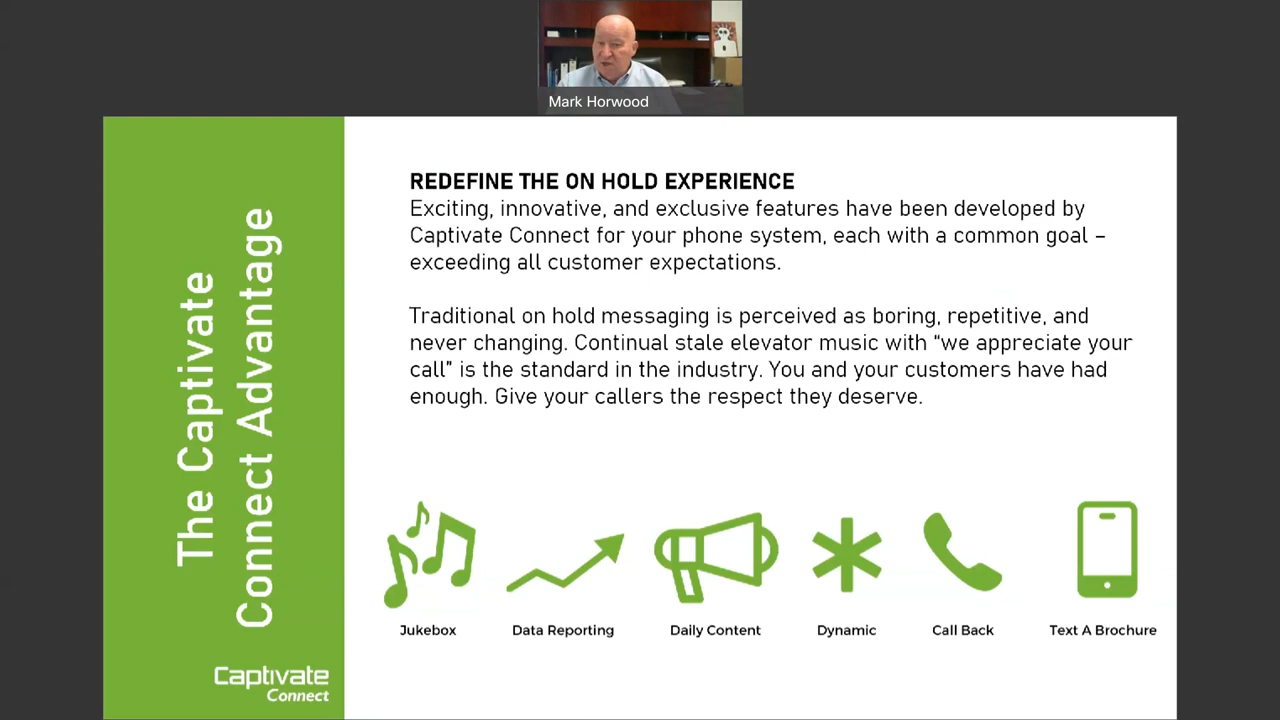 Mark Horwood
The Captivate
Connect Advantage
Captivate
Connect
REDEFINE THE ON HOLD EXPERIENCE
Exciting, innovative, and exclusive features have been developed by
Captivate Connect for your phone system, each with a common goal –
exceeding all customer expectations.
Traditional on hold messaging is perceived as boring, repetitive, and
never changing. Continual stale elevator music with “we appreciate your
call” is the standard in the industry. You and your customers have had
enough. Give your callers the respect they deserve.
Jukebox
Data Reporting
Daily Content
Dynamic
Call Back
Text A Brochure